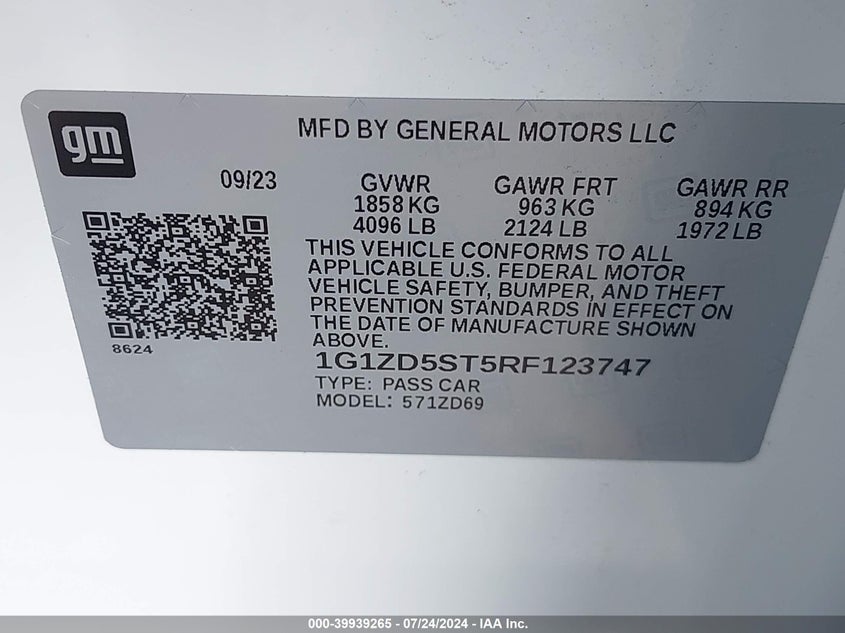 gm
MFD BY GENERAL MOTORS LLC
09/23 GVWR GAWR FRT GAWR RR
1858 KG 963 KG 894 KG
4096 LB 2124 LB 1972 LB
THIS VEHICLE CONFORMS TO ALL
APPLICABLE U.S. FEDERAL MOTOR
VEHICLE SAFETY, BUMPER, AND THEFT
PREVENTION STANDARDS IN EFFECT ON
THE DATE OF MANUFACTURE SHOWN
ABOVE.
8624
1G1ZD5ST5RF123747
TYPE: PASS CAR
MODEL: 571ZD69
000-39939265 - 07/24/2024 - IAA Inc.